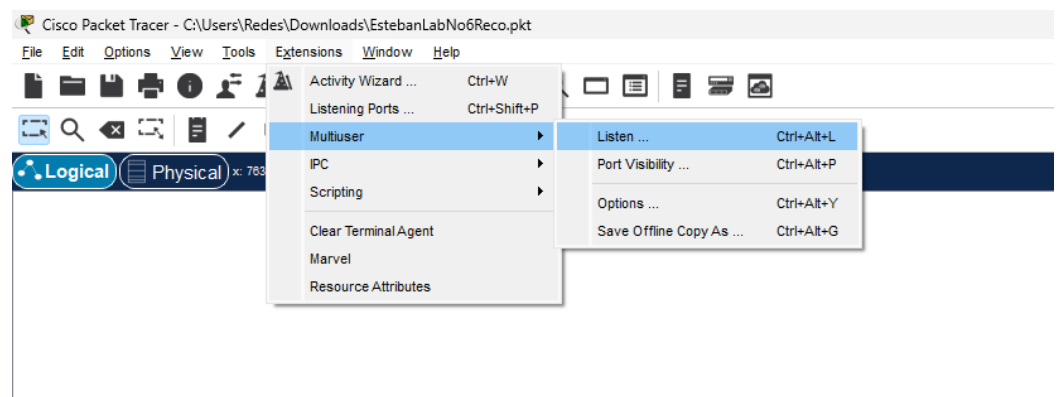 Cisco Packet Tracer - C:\Users\Redes\Downloads\EstebanLabNo6Reco.pkt
File Edit Options View Tools Extensions Window Help
Activity Wizard ... Ctrl+W
Listening Ports ... Ctrl+Shift+P
Multiuser
Listen ... Ctrl+Alt+L
IPC
Port Visibility ... Ctrl+Alt+P
Scripting
Options ... Ctrl+Alt+Y
Clear Terminal Agent
Save Offline Copy As ... Ctrl+Alt+G
Marvel
Resource Attributes
Logical Physical x: 763